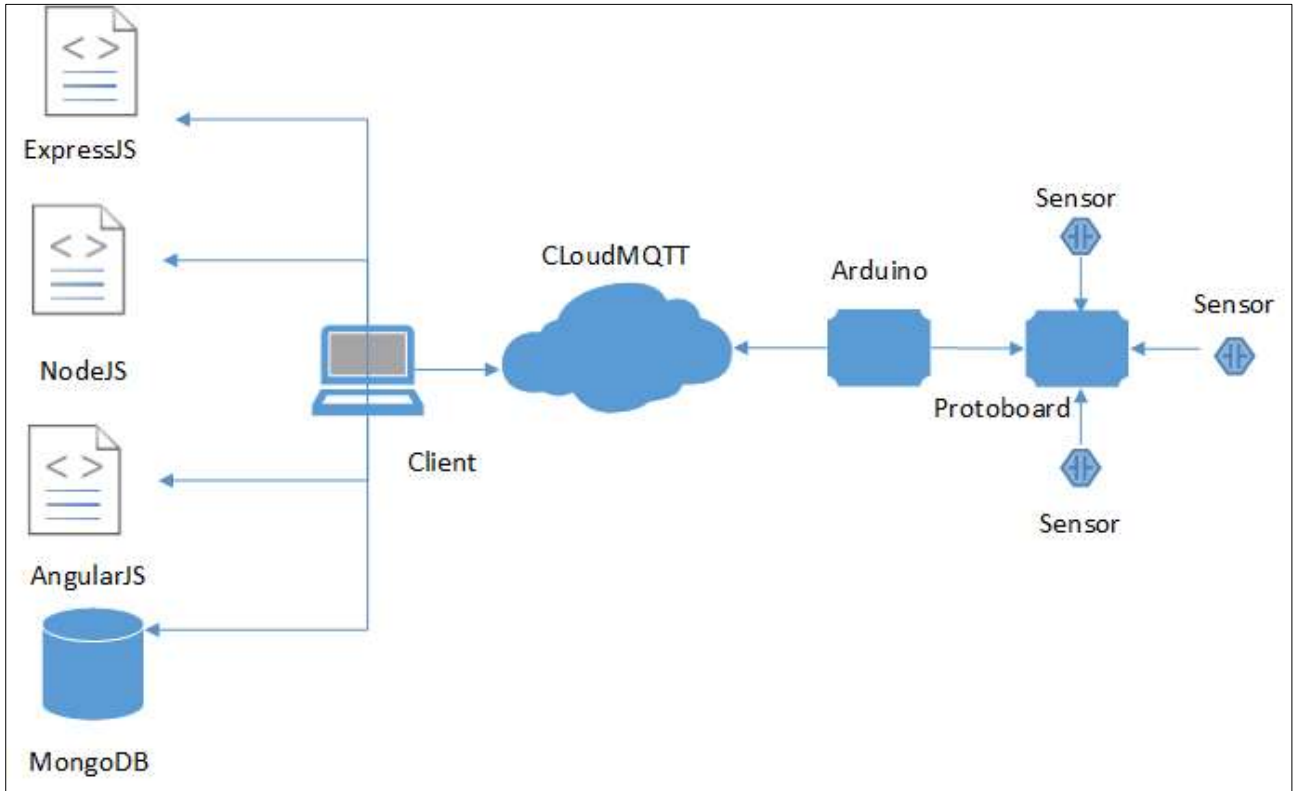 ExpressJS
NodeJS
AngularJS
MongoDB
Client
CLoudMQTT
Arduino
Protoboard
Sensor
Sensor
Sensor